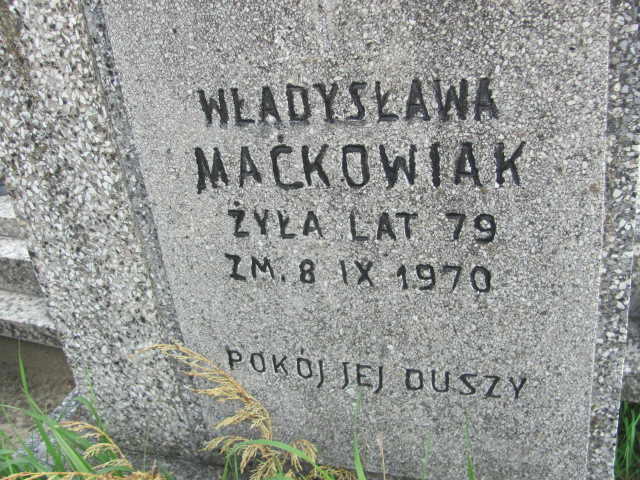 WŁADYSŁAWA
MAĆKOWIAK
ŻYŁA LAT 79
ZM. 8 IX 1970
POKÓJ JEJ DUSZY